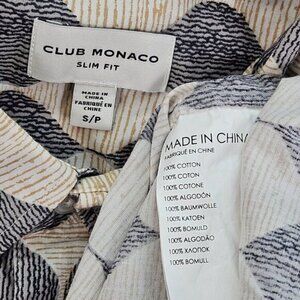 CLUB MONACO
SLIM FIT
MADE IN
CHINA
FABRIQUÉ EN
CHINE
S/P
MADE IN CHINA
FABRIQUÉ EN CHINE
100% COTTON
100% COTON
100% COTONE
100% ALGODÓN
100% BAUMWOLLE
100% KATOEN
100% BOMULD
100% ALGODÃO
100% ХЛОПОК
100% BOMULL